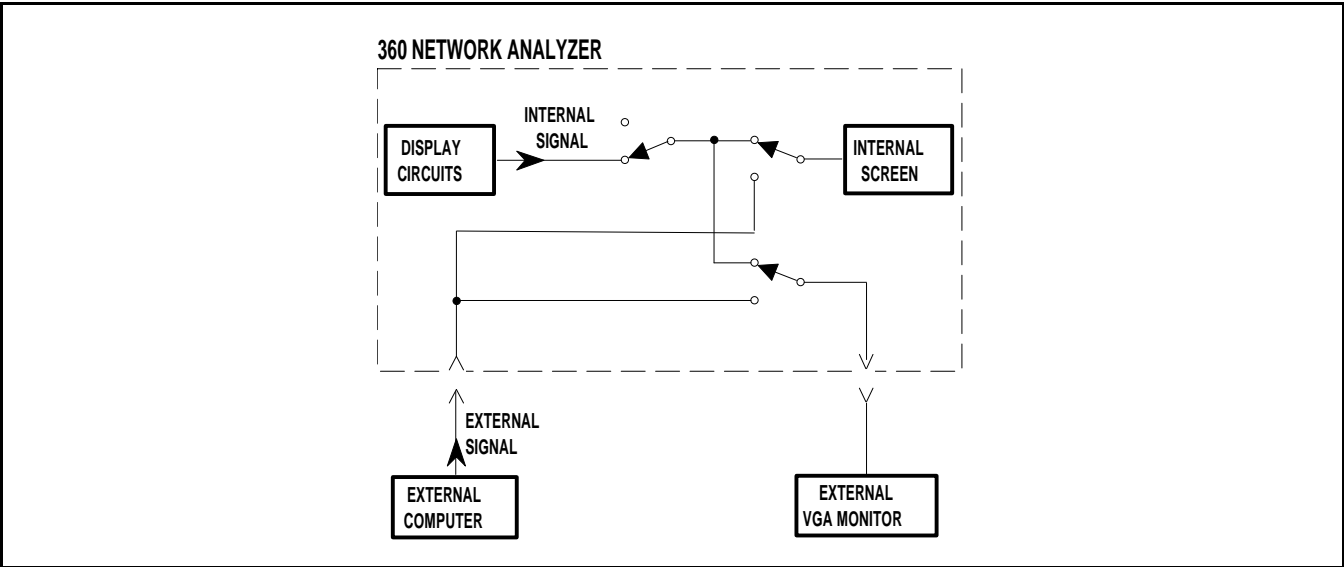 360 NETWORK ANALYZER
INTERNAL
SIGNAL
DISPLAY
CIRCUITS
INTERNAL
SCREEN
EXTERNAL
SIGNAL
EXTERNAL
COMPUTER
EXTERNAL
VGA MONITOR